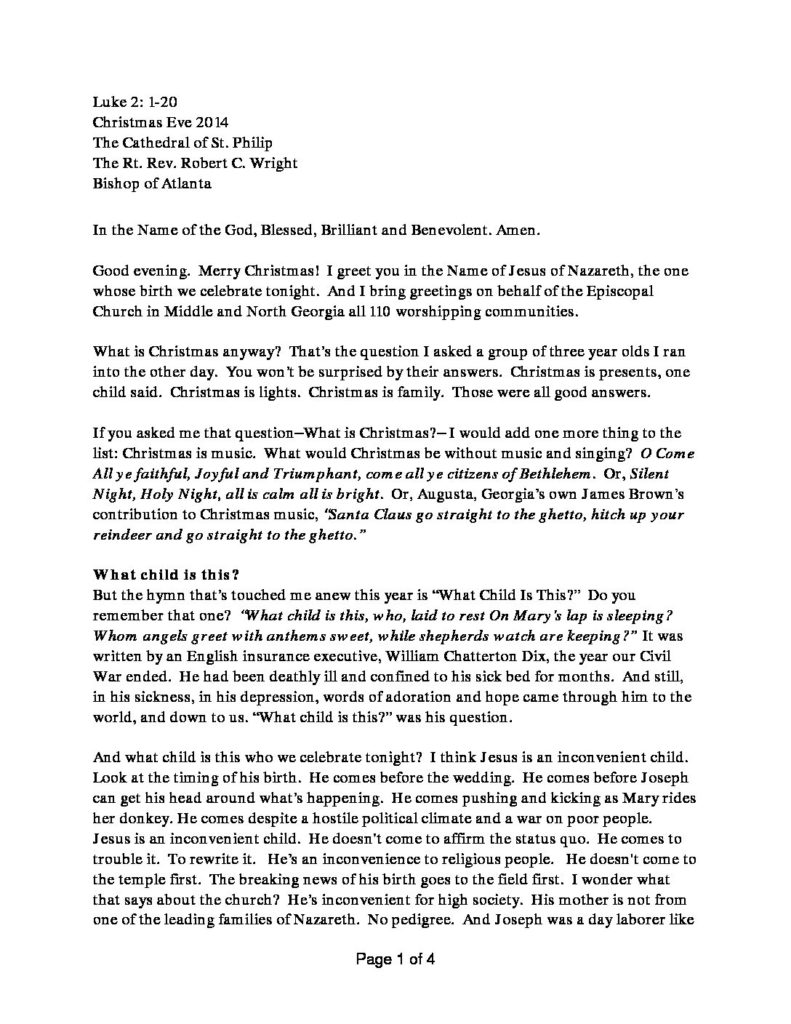 Luke 2: 1-20
Christmas Eve 2014
The Cathedral of St. Philip
The Rt. Rev. Robert C. Wright
Bishop of Atlanta
In the Name of the God, Blessed, Brilliant and Benevolent. Amen.
Good evening.  Merry Christmas!  I greet you in the Name of Jesus of Nazareth, the one
whose birth we celebrate tonight.  And I bring greetings on behalf of the Episcopal
Church in Middle and North Georgia all 110 worshipping communities.
What is Christmas anyway?  That's the question I asked a group of three year olds I ran
into the other day.  You won't be surprised by their answers.  Christmas is presents, one
child said.  Christmas is lights.  Christmas is family.  Those were all good answers.
If you asked me that question—What is Christmas?—I would add one more thing to the
list: Christmas is music.  What would Christmas be without music and singing?  O Come
All ye faithful, Joyful and Triumphant, come all ye citizens of Bethlehem.  Or, Silent
Night, Holy Night, all is calm all is bright.  Or, Augusta, Georgia's own James Brown's
contribution to Christmas music, "Santa Claus go straight to the ghetto, hitch up your
reindeer and go straight to the ghetto."
What child is this?
But the hymn that's touched me anew this year is "What Child Is This?"  Do you
remember that one?  "What child is this, who, laid to rest On Mary's lap is sleeping?
Whom angels greet with anthems sweet, while shepherds watch are keeping?" It was
written by an English insurance executive, William Chatterton Dix, the year our Civil
War ended.  He had been deathly ill and confined to his sick bed for months.  And still,
in his sickness, in his depression, words of adoration and hope came through him to the
world, and down to us. "What child is this?" was his question.
And what child is this who we celebrate tonight?  I think Jesus is an inconvenient child.
Look at the timing of his birth.  He comes before the wedding.  He comes before Joseph
can get his head around what's happening.  He comes pushing and kicking as Mary rides
her donkey. He comes despite a hostile political climate and a war on poor people.
Jesus is an inconvenient child.  He doesn't come to affirm the status quo.  He comes to
trouble it.  To rewrite it.   He's an inconvenience to religious people.   He doesn't come to
the temple first.  The breaking news of his birth goes to the field first.  I wonder what
that says about the church?  He's inconvenient for high society.  His mother is not from
one of the leading families of Nazareth.  No pedigree.  And Joseph was a day laborer like
Page 1 of 4